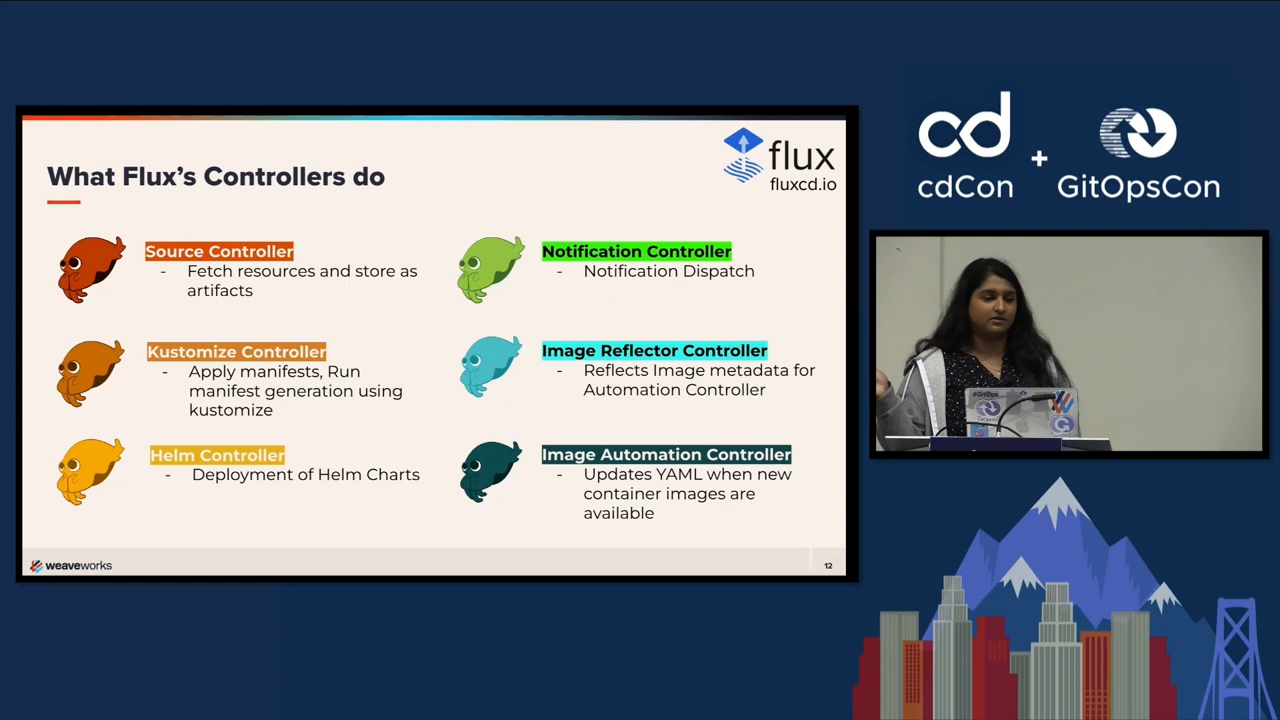 What Flux's Controllers do
flux
fluxcd.io
Source Controller
- Fetch resources and store as
artifacts
Kustomize Controller
- Apply manifests, Run
manifest generation using
kustomize
Helm Controller
- Deployment of Helm Charts
Notification Controller
- Notification Dispatch
Image Reflector Controller
- Reflects Image metadata for
Automation Controller
Image Automation Controller
- Updates YAML when new
container images are
available
weaveworks
12
cd
cdCon
+
GitOpsCon
#GitOps